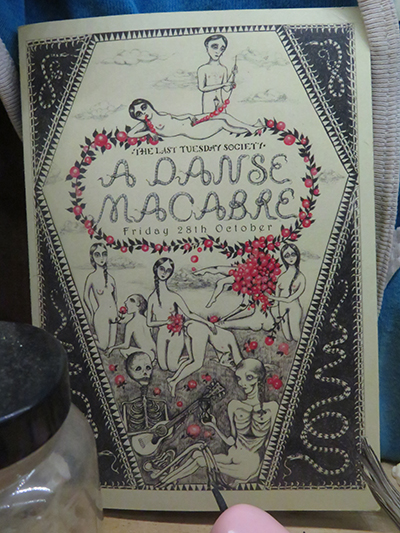 ·THE LAST TUESDAY SOCIETY·
A DANSE
MACABRE
Friday 28th October